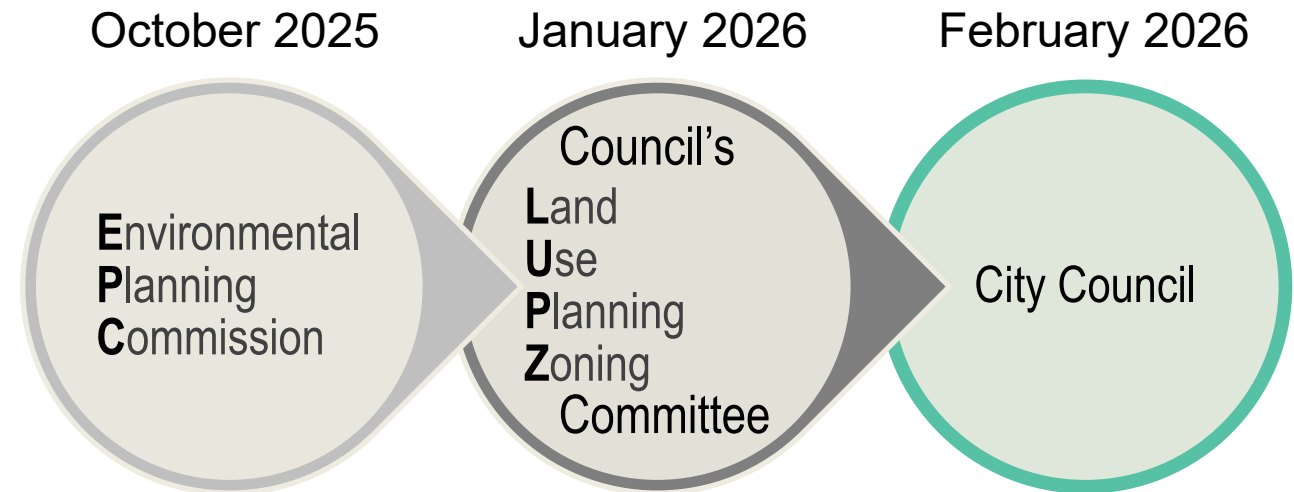 October 2025
January 2026
February 2026
Environmental
Planning
Commission
Council’s
Land
Use
Planning
Zoning
Committee
City Council